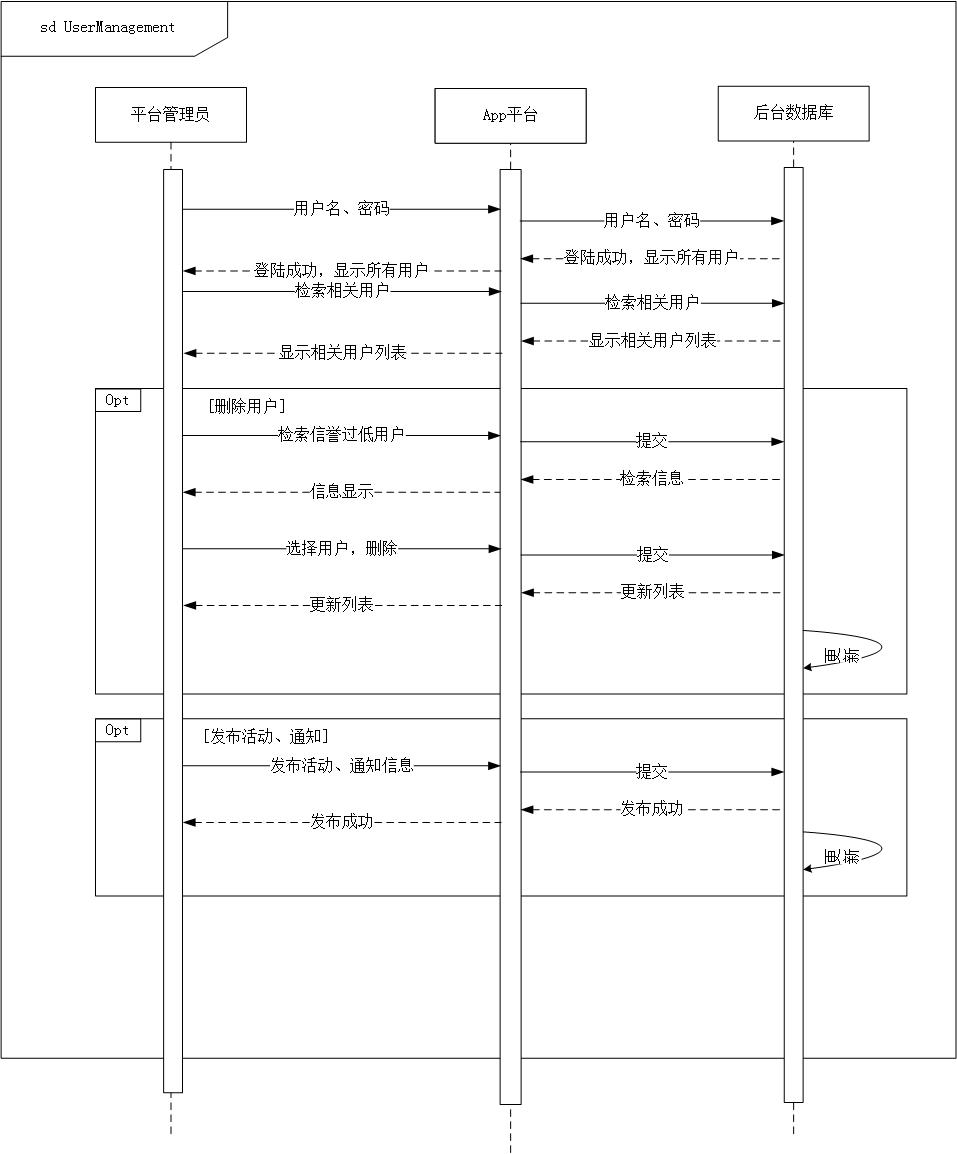 sd UserManagement
平台管理员
App平台
后台数据库
用户名、密码
用户名、密码
登陆成功，显示所有用户
登陆成功，显示所有用户
检索相关用户
检索相关用户
显示相关用户列表
显示相关用户列表
Opt
[删除用户]
检索信誉过低用户
提交
检索信息
信息显示
选择用户，删除
提交
更新列表
更新列表
更新
Opt
[发布活动、通知]
发布活动、通知信息
提交
发布成功
发布成功
更新